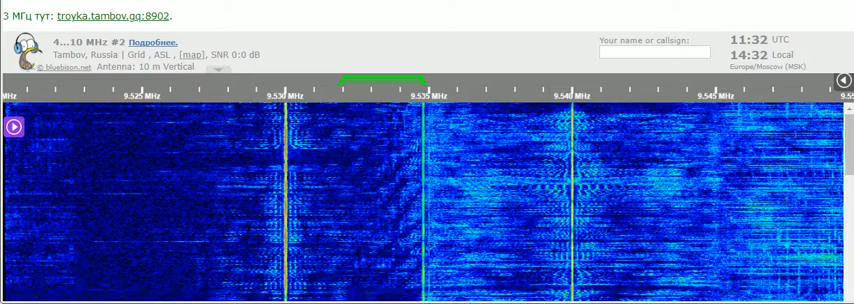 3 МГц тут: troyka.tambov.gq:8902.
4...10 MHz #2 Подробнее.
Tambov, Russia | Grid , ASL , [map], SNR 0:0 dB
© bluebison.net Antenna: 10 m Vertical
Your name or callsign:
11:32 UTC
14:32 Local
Europe/Moscow (MSK)
MHz 9.525 MHz 9.530 MHz 9.535 MHz 9.540 MHz 9.545 MHz 9.55